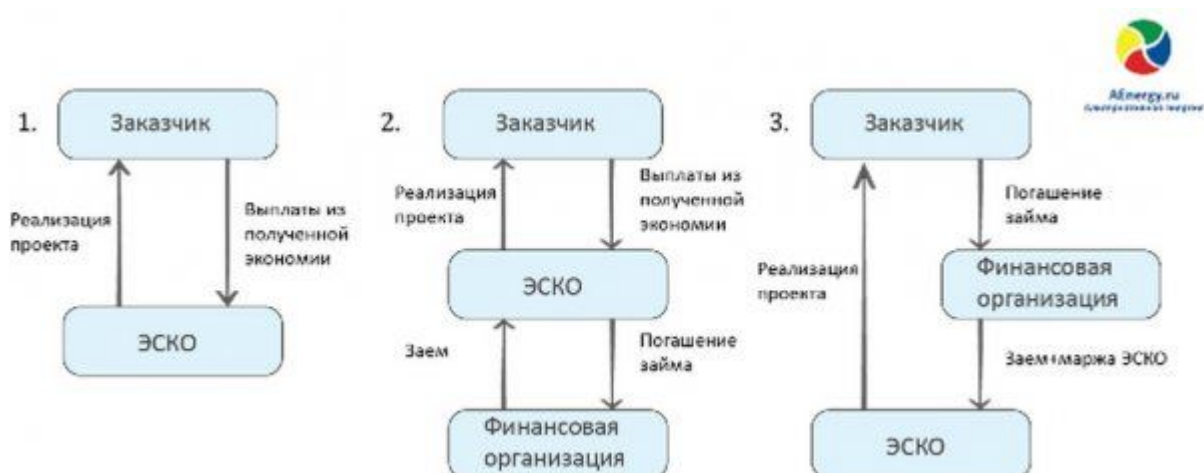 1.
Заказчик
Реализация
проекта
Выплаты из
полученной
экономии
ЭСКО
2.
Заказчик
Реализация
проекта
Выплаты из
полученной
экономии
ЭСКО
Заем
Погашение
займа
Финансовая
организация
3.
Заказчик
Погашение
займа
Реализация
проекта
Финансовая
организация
Заем+маржа ЭСКО
ЭСКО
AEnergy.ru